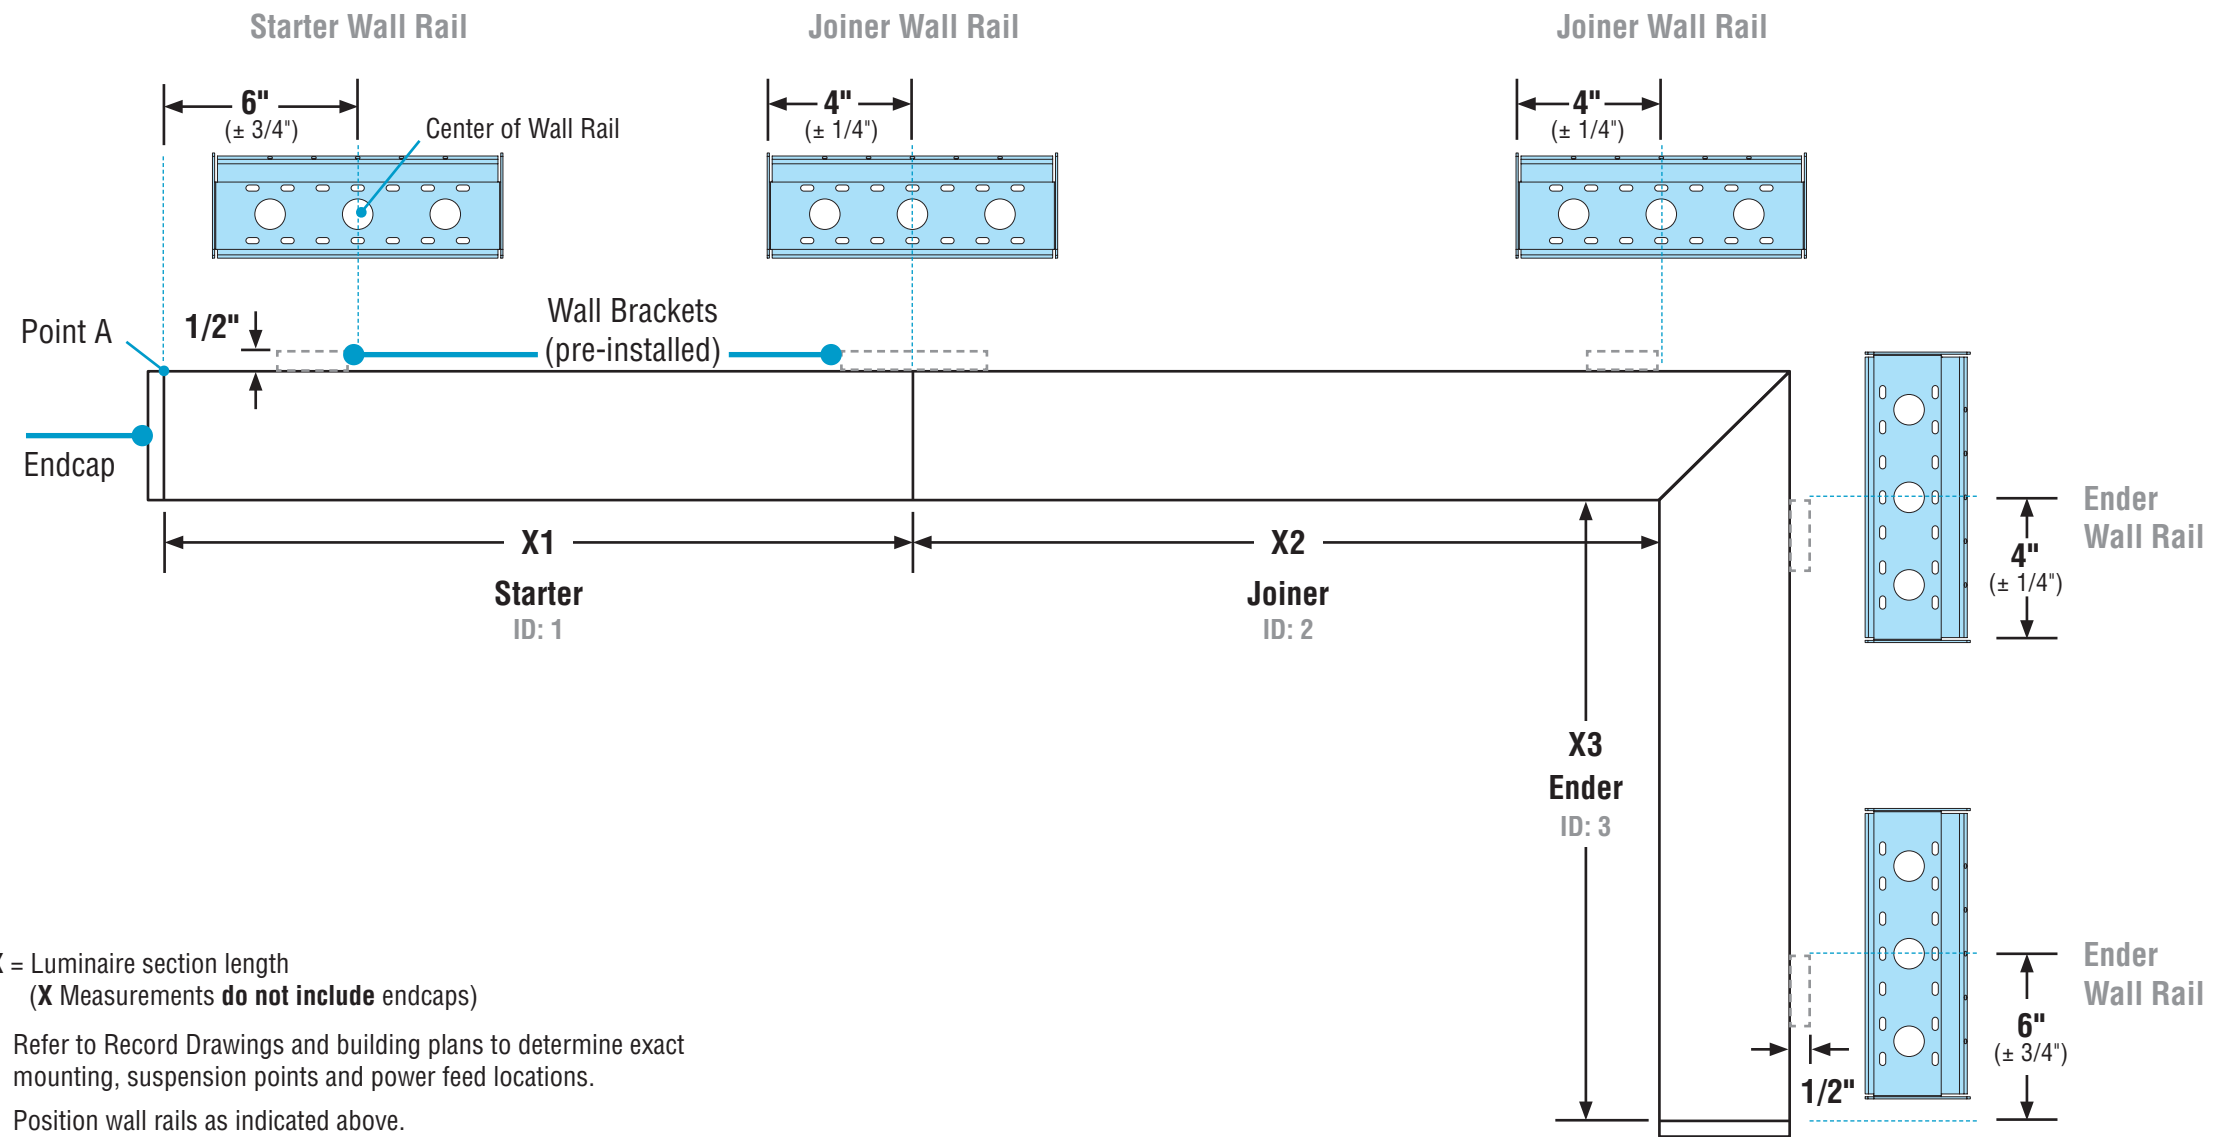 Starter Wall Rail
Joiner Wall Rail
Joiner Wall Rail
6"
(± 3/4")
Center of Wall Rail
4"
(± 1/4")
4"
(± 1/4")
Point A
1/2"
Wall Brackets
(pre-installed)
Endcap
X1
Starter
ID: 1
X2
Joiner
ID: 2
Ender
Wall Rail
4"
(± 1/4")
X3
Ender
ID: 3
Ender
Wall Rail
6"
(± 3/4")
1/2"
X = Luminaire section length
(X Measurements do not include endcaps)
Refer to Record Drawings and building plans to determine exact
mounting, suspension points and power feed locations.
Position wall rails as indicated above.